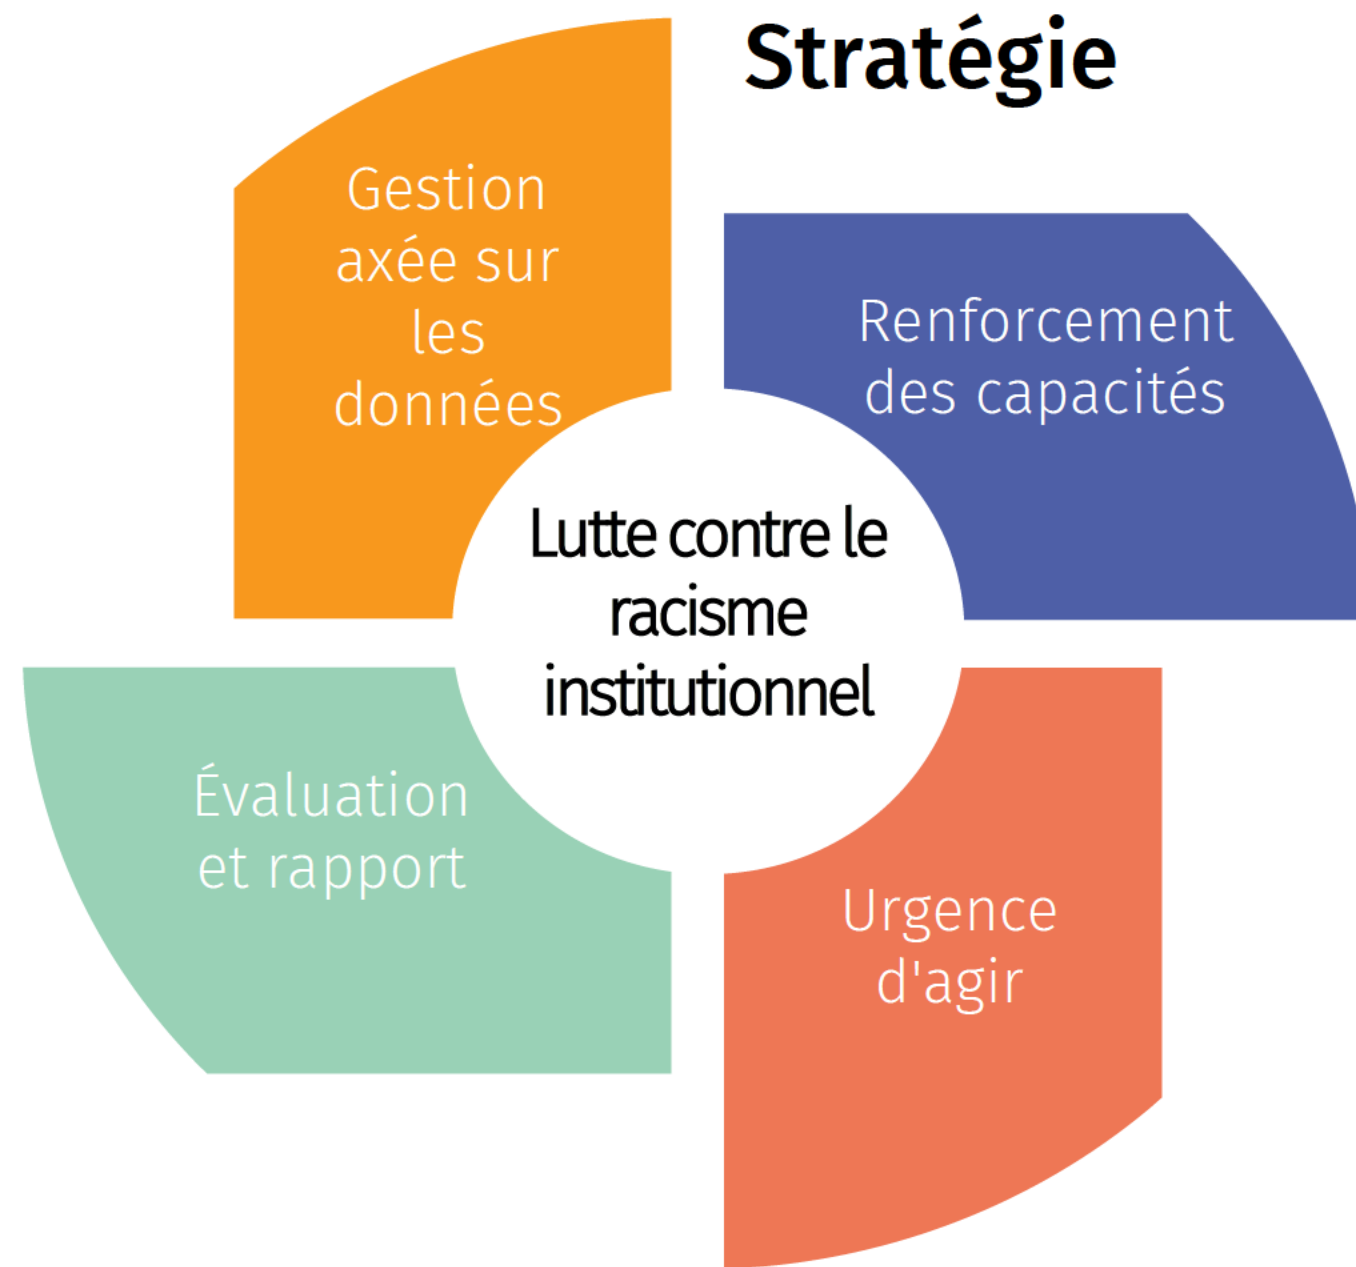 Stratégie
Gestion
axée sur
les
données
Renforcement
des capacités
Lutte contre le
racisme
institutionnel
Évaluation
et rapport
Urgence
d'agir